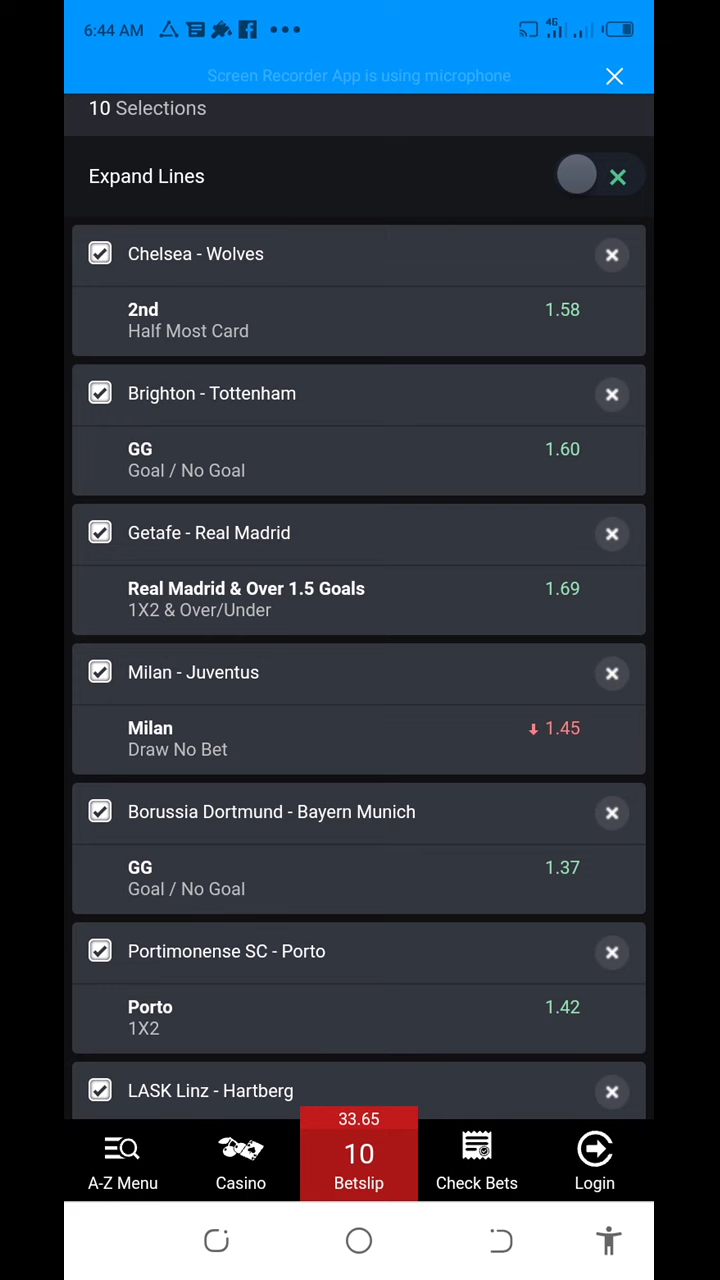 6:44 AM
4G
Screen Recorder App is using microphone
10 Selections
Expand Lines
Chelsea - Wolves
2nd
1.58
Half Most Card
Brighton - Tottenham
GG
1.60
Goal / No Goal
Getafe - Real Madrid
Real Madrid & Over 1.5 Goals
1.69
1X2 & Over/Under
Milan - Juventus
Milan
1.45
Draw No Bet
Borussia Dortmund - Bayern Munich
GG
1.37
Goal / No Goal
Portimonense SC - Porto
Porto
1.42
1X2
LASK Linz - Hartberg
33.65
10
A-Z Menu
Casino
Betslip
Check Bets
Login